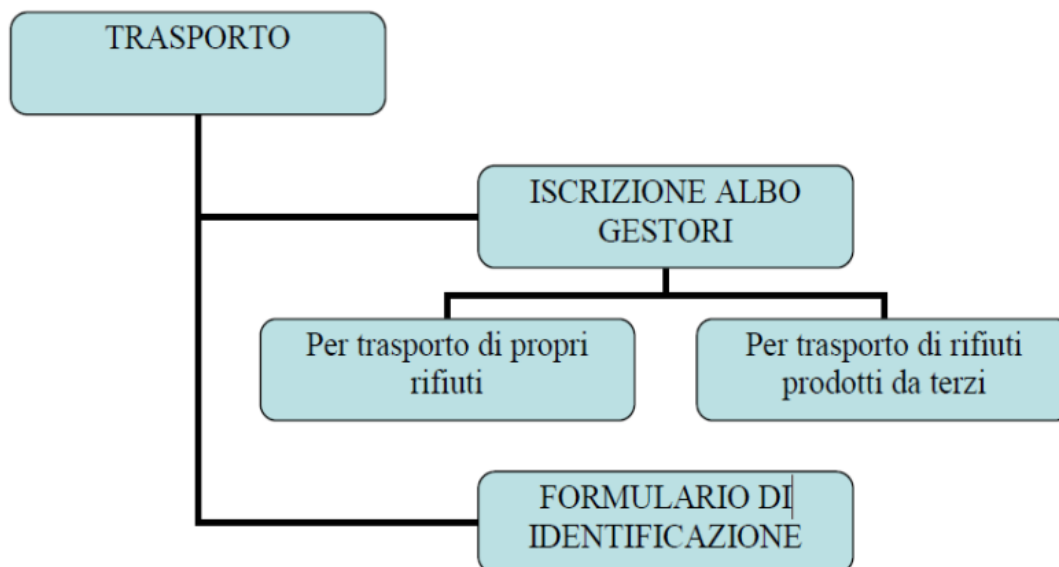 TRASPORTO
ISCRIZIONE ALBO
GESTORI
Per trasporto di propri
rifiuti
Per trasporto di rifiuti
prodotti da terzi
FORMULARIO DI
IDENTIFICAZIONE